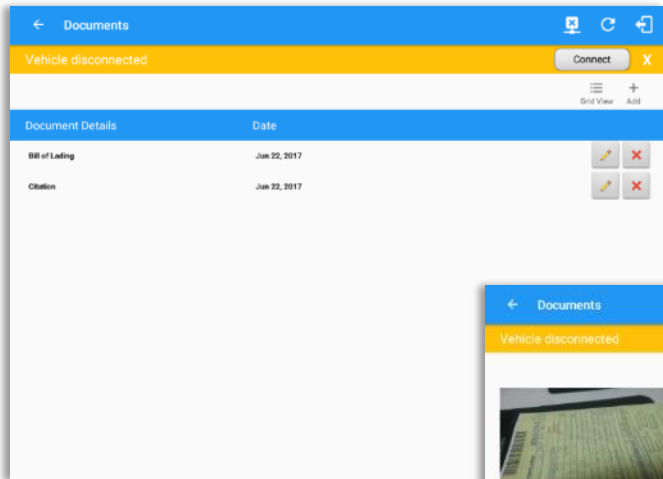 Documents
Vehicle disconnected
Connect X
Grid View Add
Document Details Date
Bill of Lading Jun 22, 2017
Citation Jun 22, 2017
Documents
Vehicle disconnected